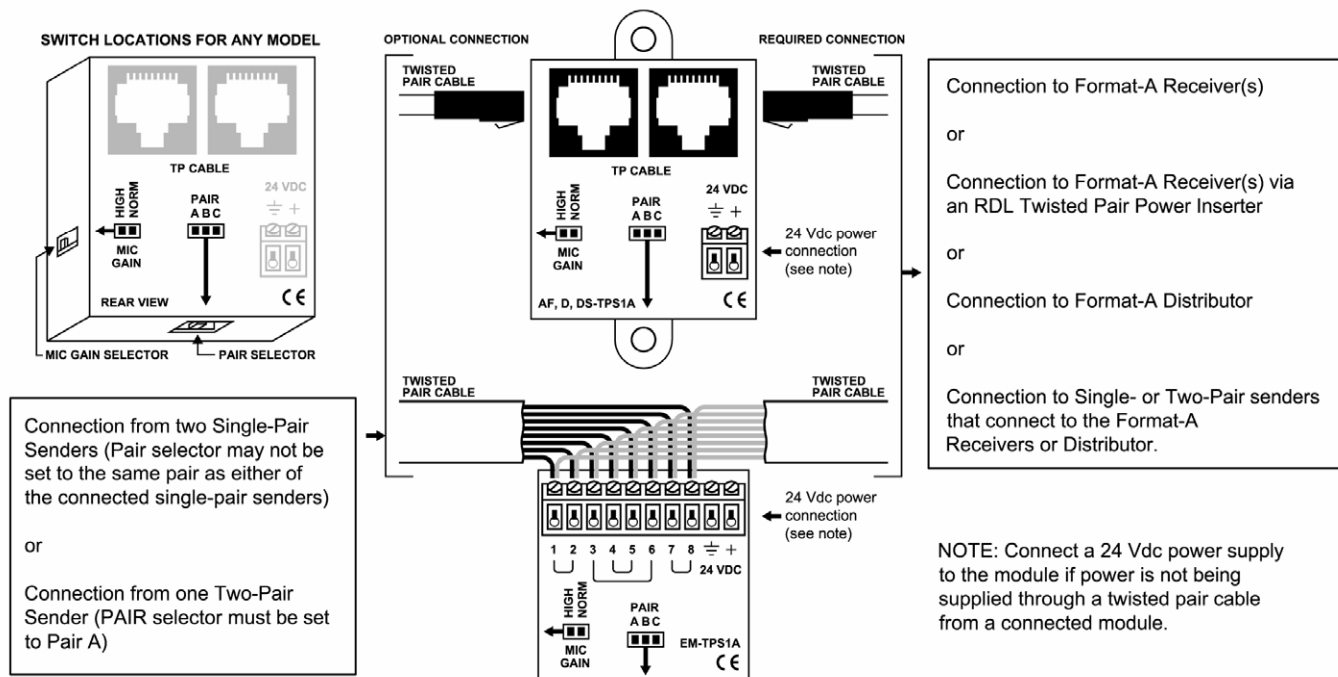 SWITCH LOCATIONS FOR ANY MODEL
TP CABLE
HIGH
NORM
MIC
GAIN
PAIR
A B C
24 VDC
+
REAR VIEW
CE
MIC GAIN SELECTOR
PAIR SELECTOR
Connection from two Single-Pair
Senders (Pair selector may not be
set to the same pair as either of
the connected single-pair senders)
or
Connection from one Two-Pair
Sender (PAIR selector must be set
to Pair A)
OPTIONAL CONNECTION
REQUIRED CONNECTION
TWISTED
PAIR CABLE
TWISTED
PAIR CABLE
TP CABLE
HIGH
NORM
MIC
GAIN
PAIR
A B C
24 VDC
+
24 Vdc power
connection
(see note)
AF, D, DS-TPS1A
CE
TWISTED
PAIR CABLE
TWISTED
PAIR CABLE
24 Vdc power
connection
(see note)
1 2 3 4 5 6 7 8 +
24 VDC
HIGH
NORM
MIC
GAIN
PAIR
A B C
EM-TPS1A
CE
Connection to Format-A Receiver(s)
or
Connection to Format-A Receiver(s) via
an RDL Twisted Pair Power Inserter
or
Connection to Format-A Distributor
or
Connection to Single- or Two-Pair senders
that connect to the Format-A
Receivers or Distributor.
NOTE: Connect a 24 Vdc power supply
to the module if power is not being
supplied through a twisted pair cable
from a connected module.